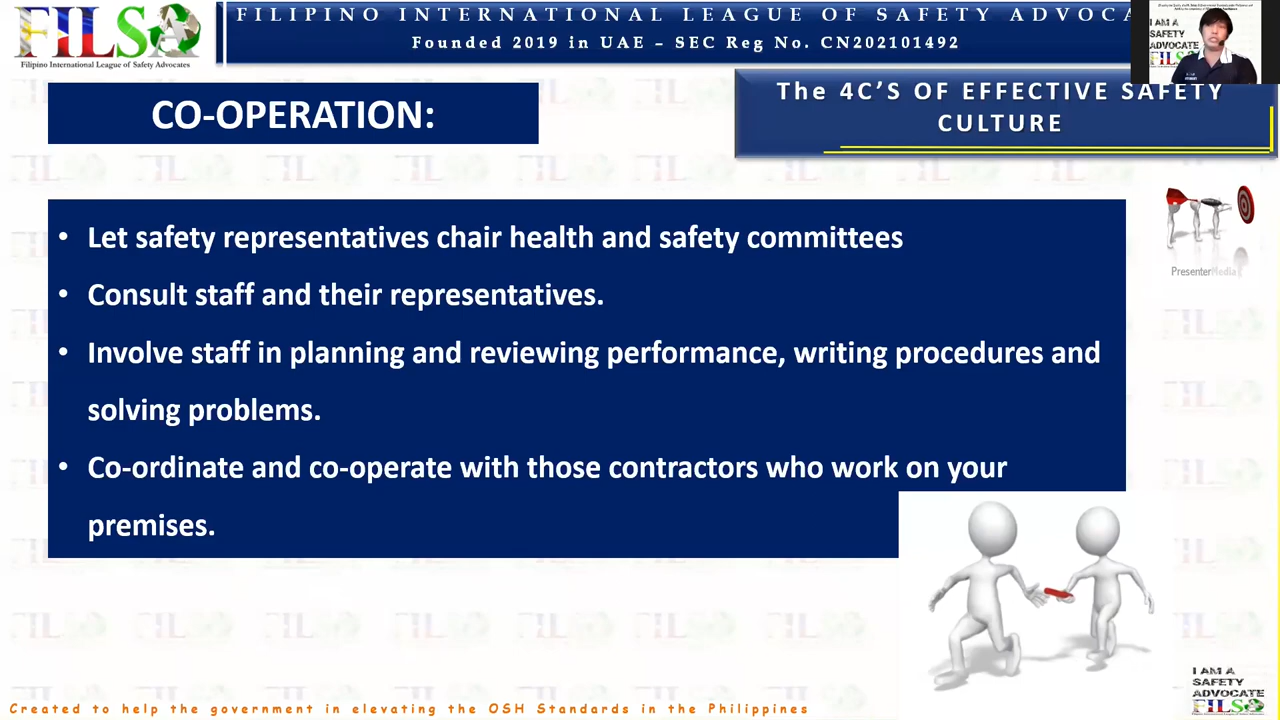 FILSA
Filipino International League of Safety Advocates
FILIPINO INTERNATIONAL LEAGUE OF SAFETY ADVOCA
Founded 2019 in UAE – SEC Reg No. CN202101492
I AM A
SAFETY
ADVOCATE
CO-OPERATION:
The 4C'S OF EFFECTIVE SAFETY
CULTURE
PresenterMedia
• Let safety representatives chair health and safety committees
• Consult staff and their representatives.
• Involve staff in planning and reviewing performance, writing procedures and
solving problems.
• Co-ordinate and co-operate with those contractors who work on your
premises.
I AM A
SAFETY
ADVOCATE
FILSA
Created to help the government in elevating the OSH Standards in the Philippines